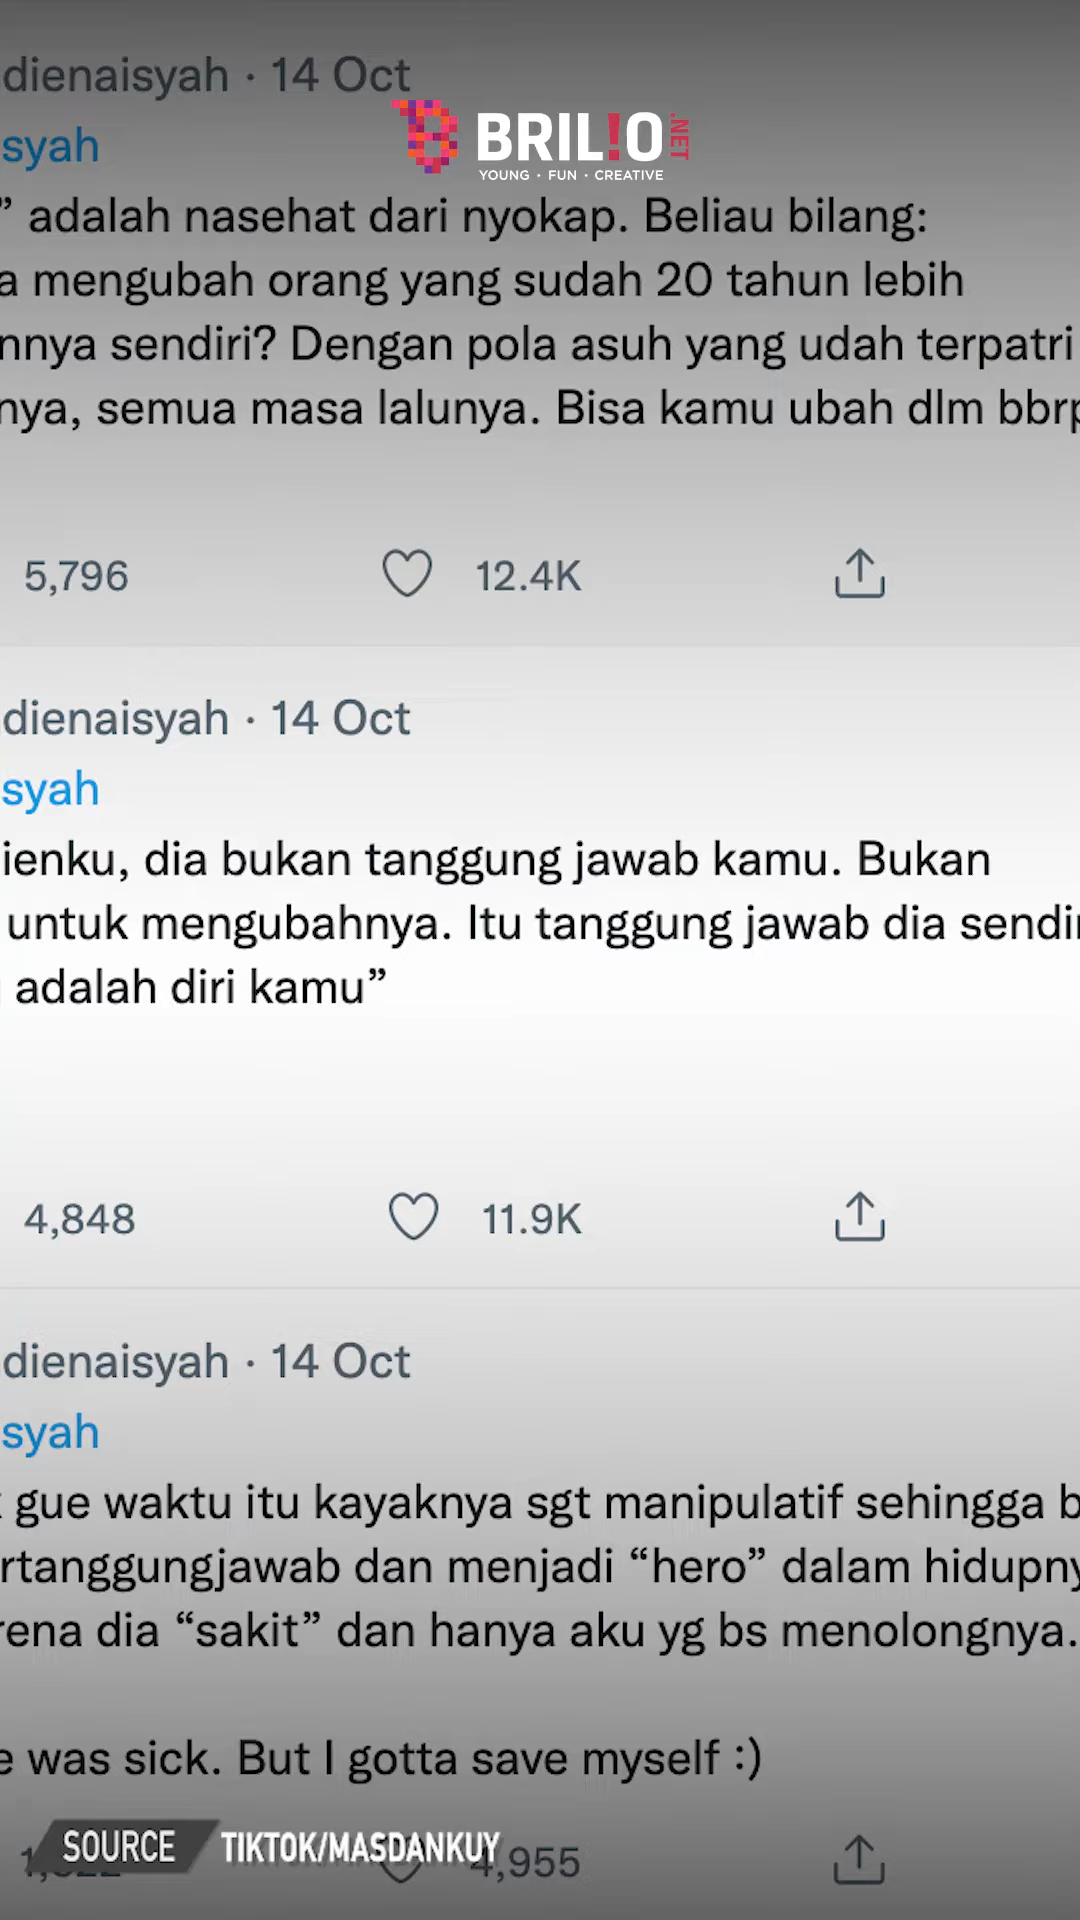 dienaisyah · 14 Oct
BRIL!O.NET
YOUNG · FUN · CREATIVE
syah
” adalah nasehat dari nyokap. Beliau bilang:
a mengubah orang yang sudah 20 tahun lebih
nnya sendiri? Dengan pola asuh yang udah terpatri
nya, semua masa lalunya. Bisa kamu ubah dlm bbrp
5,796 12.4K
dienaisyah · 14 Oct
syah
ienku, dia bukan tanggung jawab kamu. Bukan
untuk mengubahnya. Itu tanggung jawab dia sendir
adalah diri kamu”
4,848 11.9K
dienaisyah · 14 Oct
syah
gue waktu itu kayaknya sgt manipulatif sehingga b
rtanggungjawab dan menjadi “hero” dalam hidupny
rena dia “sakit” dan hanya aku yg bs menolongnya.
e was sick. But I gotta save myself :)
SOURCE TIKTOK/MASDANKUY
4,955